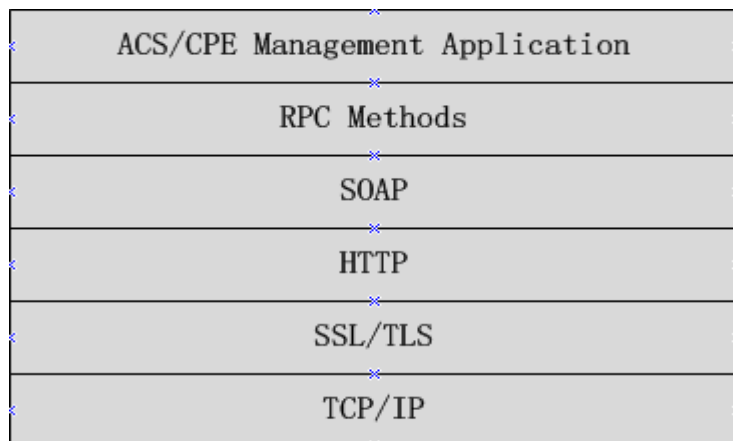 ACS/CPE Management Application
RPC Methods
SOAP
HTTP
SSL/TLS
TCP/IP